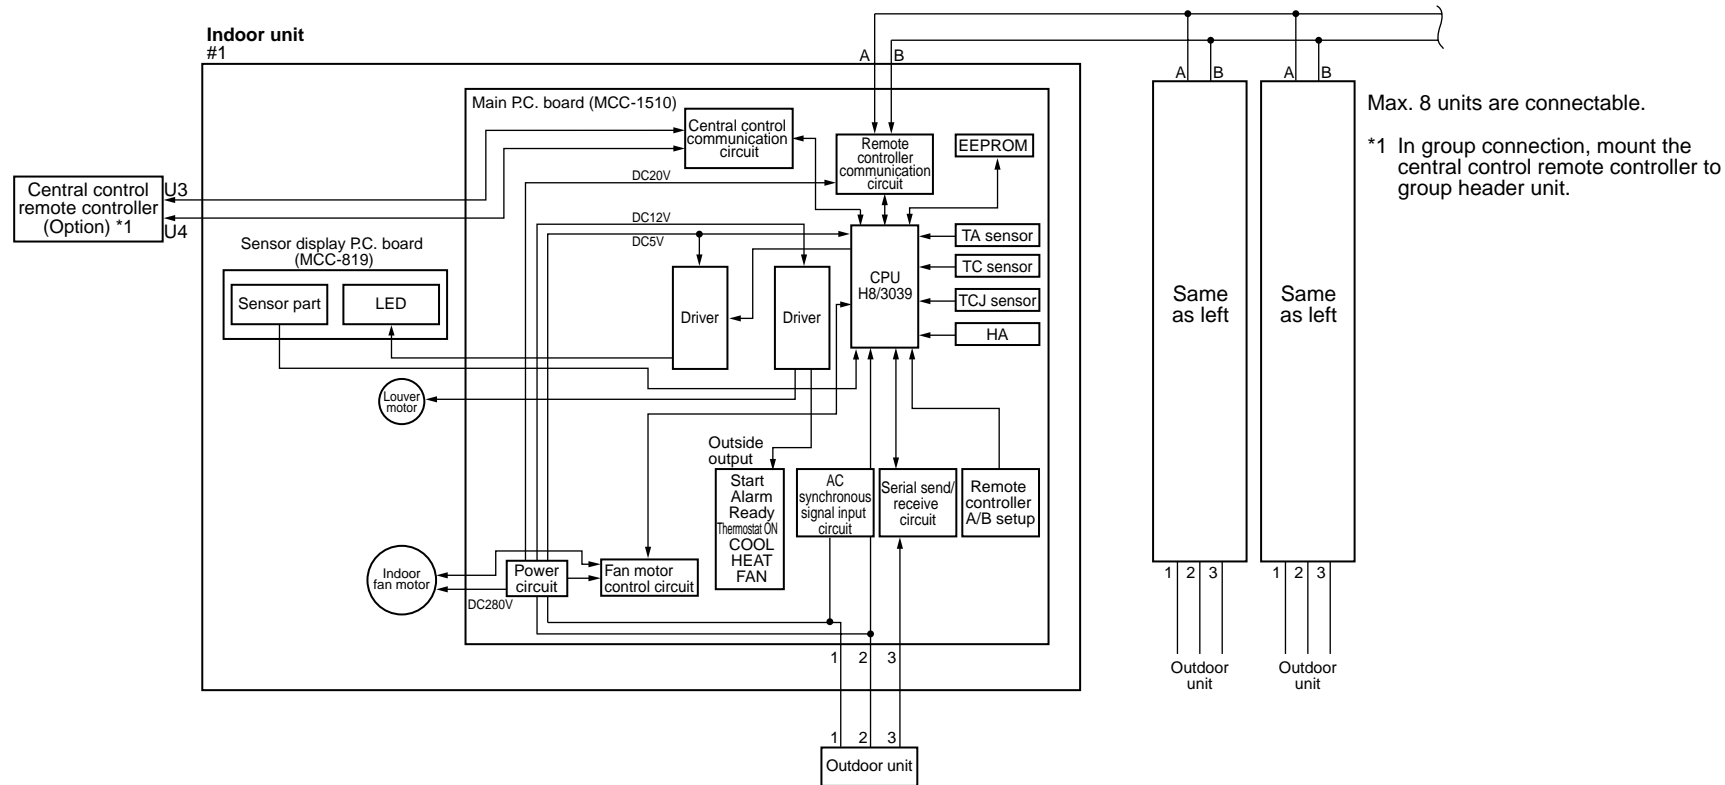 Indoor unit
#1
A
B
Main P.C. board (MCC-1510)
Central control
communication
circuit
Remote
controller
communication
circuit
EEPROM
Central control
remote controller
(Option) *1
U3
U4
DC20V
DC12V
DC5V
Sensor display P.C. board
(MCC-819)
Sensor part
LED
Driver
Driver
CPU
H8/3039
TA sensor
TC sensor
TCJ sensor
HA
Louver
motor
Outside
output
Start
Alarm
Ready
Thermostat ON
COOL
HEAT
FAN
AC
synchronous
signal input
circuit
Serial send/
receive
circuit
Remote
controller
A/B setup
Indoor
fan motor
Power
circuit
Fan motor
control circuit
DC280V
1
2
3
1
2
3
Outdoor unit
A
B
Same
as left
1
2
3
Outdoor
unit
A
B
Same
as left
1
2
3
Outdoor
unit
Max. 8 units are connectable.
*1 In group connection, mount the
central control remote controller to
group header unit.